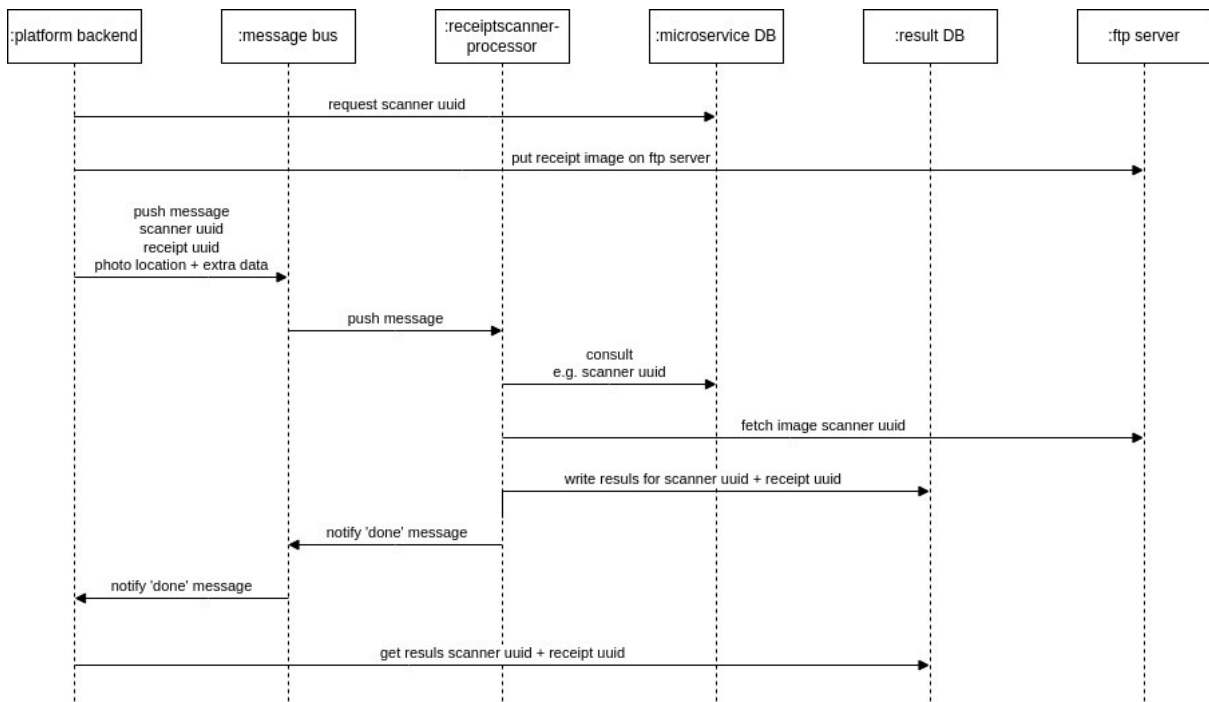 :platform backend
:message bus
:receiptscanner-
processor
:microservice DB
:result DB
:ftp server
request scanner uuid
put receipt image on ftp server
push message
scanner uuid
receipt uuid
photo location + extra data
push message
consult
e.g. scanner uuid
fetch image scanner uuid
write resuls for scanner uuid + receipt uuid
notify 'done' message
notify 'done' message
get resuls scanner uuid + receipt uuid